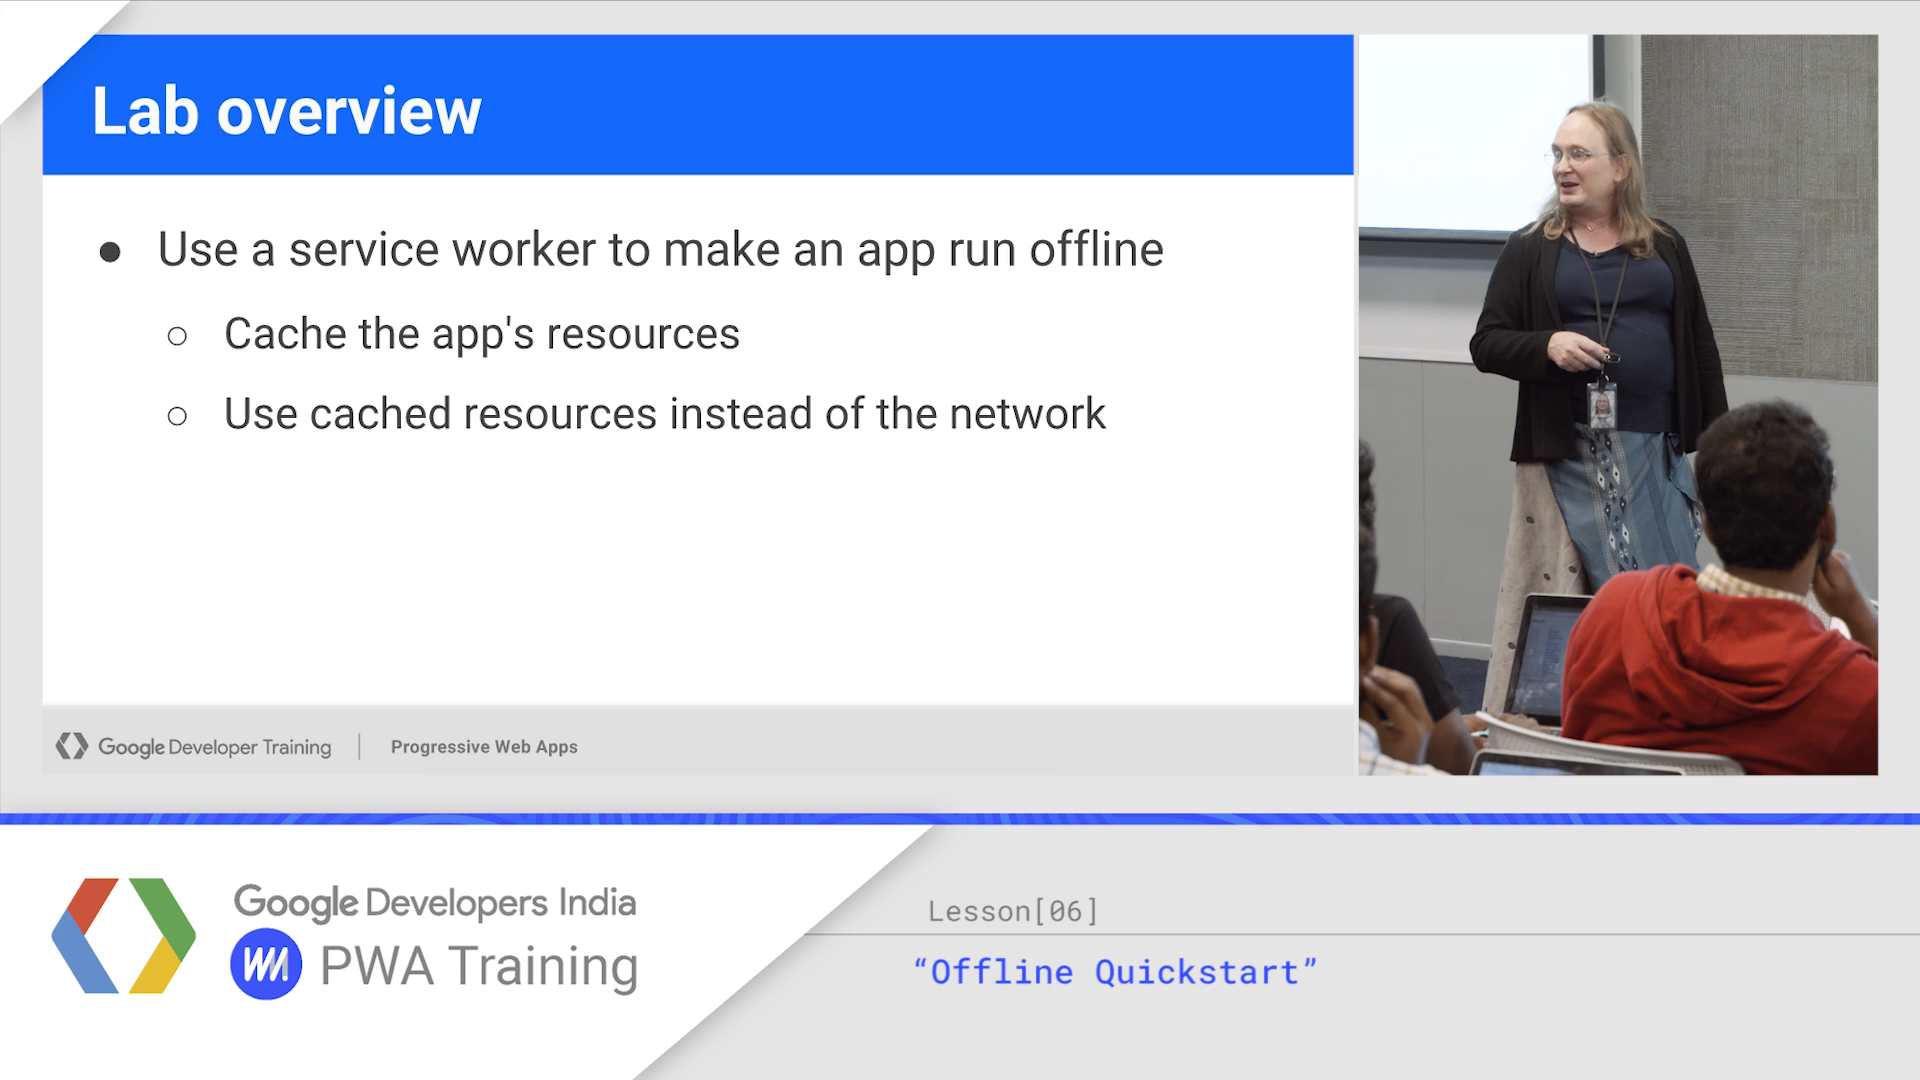 Lab overview
● Use a service worker to make an app run offline
○ Cache the app's resources
○ Use cached resources instead of the network
Google Developer Training | Progressive Web Apps
Google Developers India
PWA Training
Lesson[06]
“Offline Quickstart”